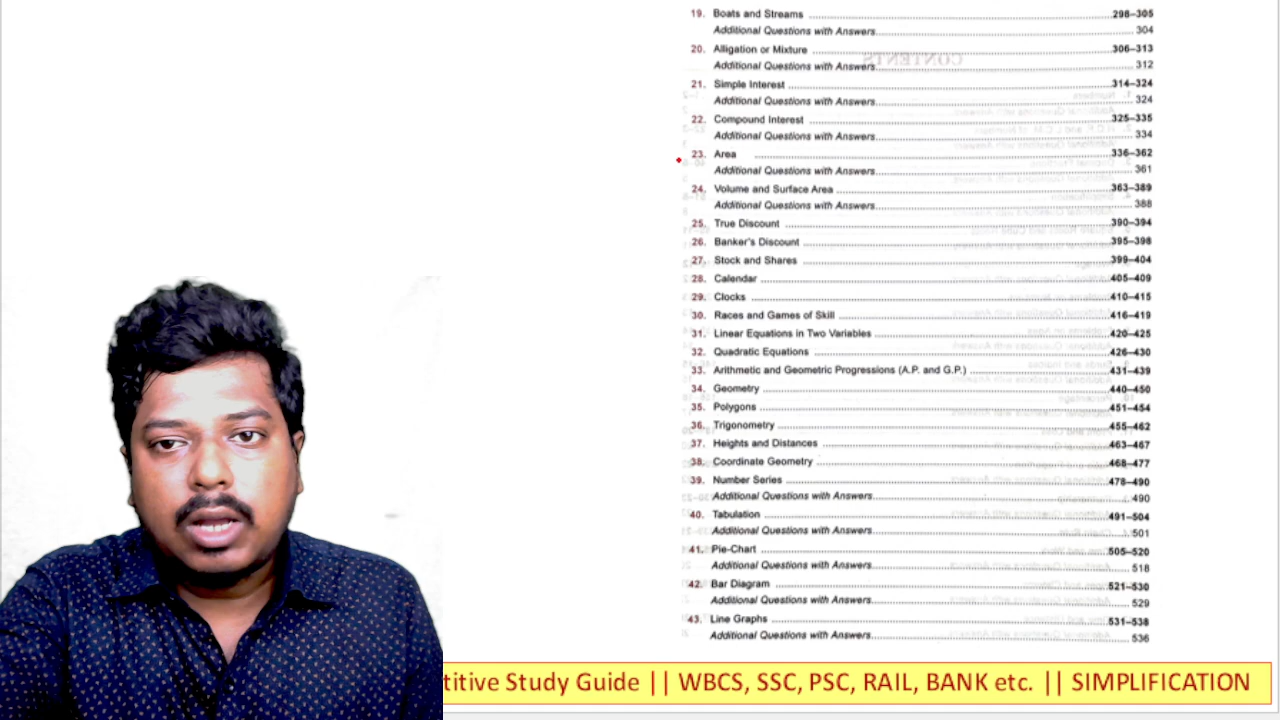 19. Boats and Streams ........ 298–305
Additional Questions with Answers ........ 304
20. Alligation or Mixture ........ 306–313
CONTENTS
Additional Questions with Answers ........ 312
21. Simple Interest ........ 314–324
Additional Questions with Answers ........ 324
22. Compound Interest ........ 325–335
Additional Questions with Answers ........ 334
23. Area ........ 336–362
Additional Questions with Answers ........ 361
24. Volume and Surface Area ........ 363–389
Additional Questions with Answers ........ 388
25. True Discount ........ 390–394
26. Banker's Discount ........ 395–398
27. Stock and Shares ........ 399–404
28. Calendar ........ 405–409
29. Clocks ........ 410–415
30. Races and Games of Skill ........ 416–419
31. Linear Equations in Two Variables ........ 420–425
32. Quadratic Equations ........ 426–430
33. Arithmetic and Geometric Progressions (A.P. and G.P.) ........ 431–439
34. Geometry ........ 440–450
35. Polygons ........ 451–454
36. Trigonometry ........ 455–462
37. Heights and Distances ........ 463–467
38. Coordinate Geometry ........ 468–477
39. Number Series ........ 478–490
Additional Questions with Answers ........ 490
40. Tabulation ........ 491–504
Additional Questions with Answers ........ 501
41. Pie-Chart ........ 505–520
Additional Questions with Answers ........ 518
42. Bar Diagram ........ 521–530
Additional Questions with Answers ........ 529
43. Line Graphs ........ 531–538
Additional Questions with Answers ........ 536
titive Study Guide || WBCS, SSC, PSC, RAIL, BANK etc. || SIMPLIFICATION